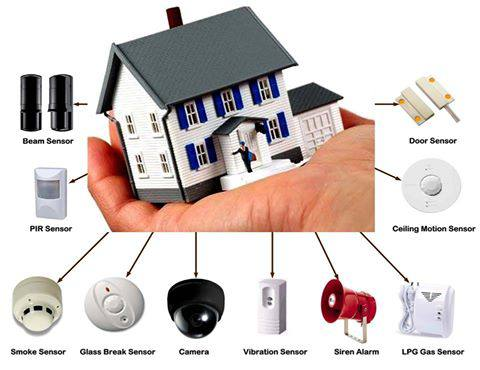 Beam Sensor
Door Sensor
PIR Sensor
Ceiling Motion Sensor
Smoke Sensor
Glass Break Sensor
Camera
Vibration Sensor
Siren Alarm
LPG Gas Sensor